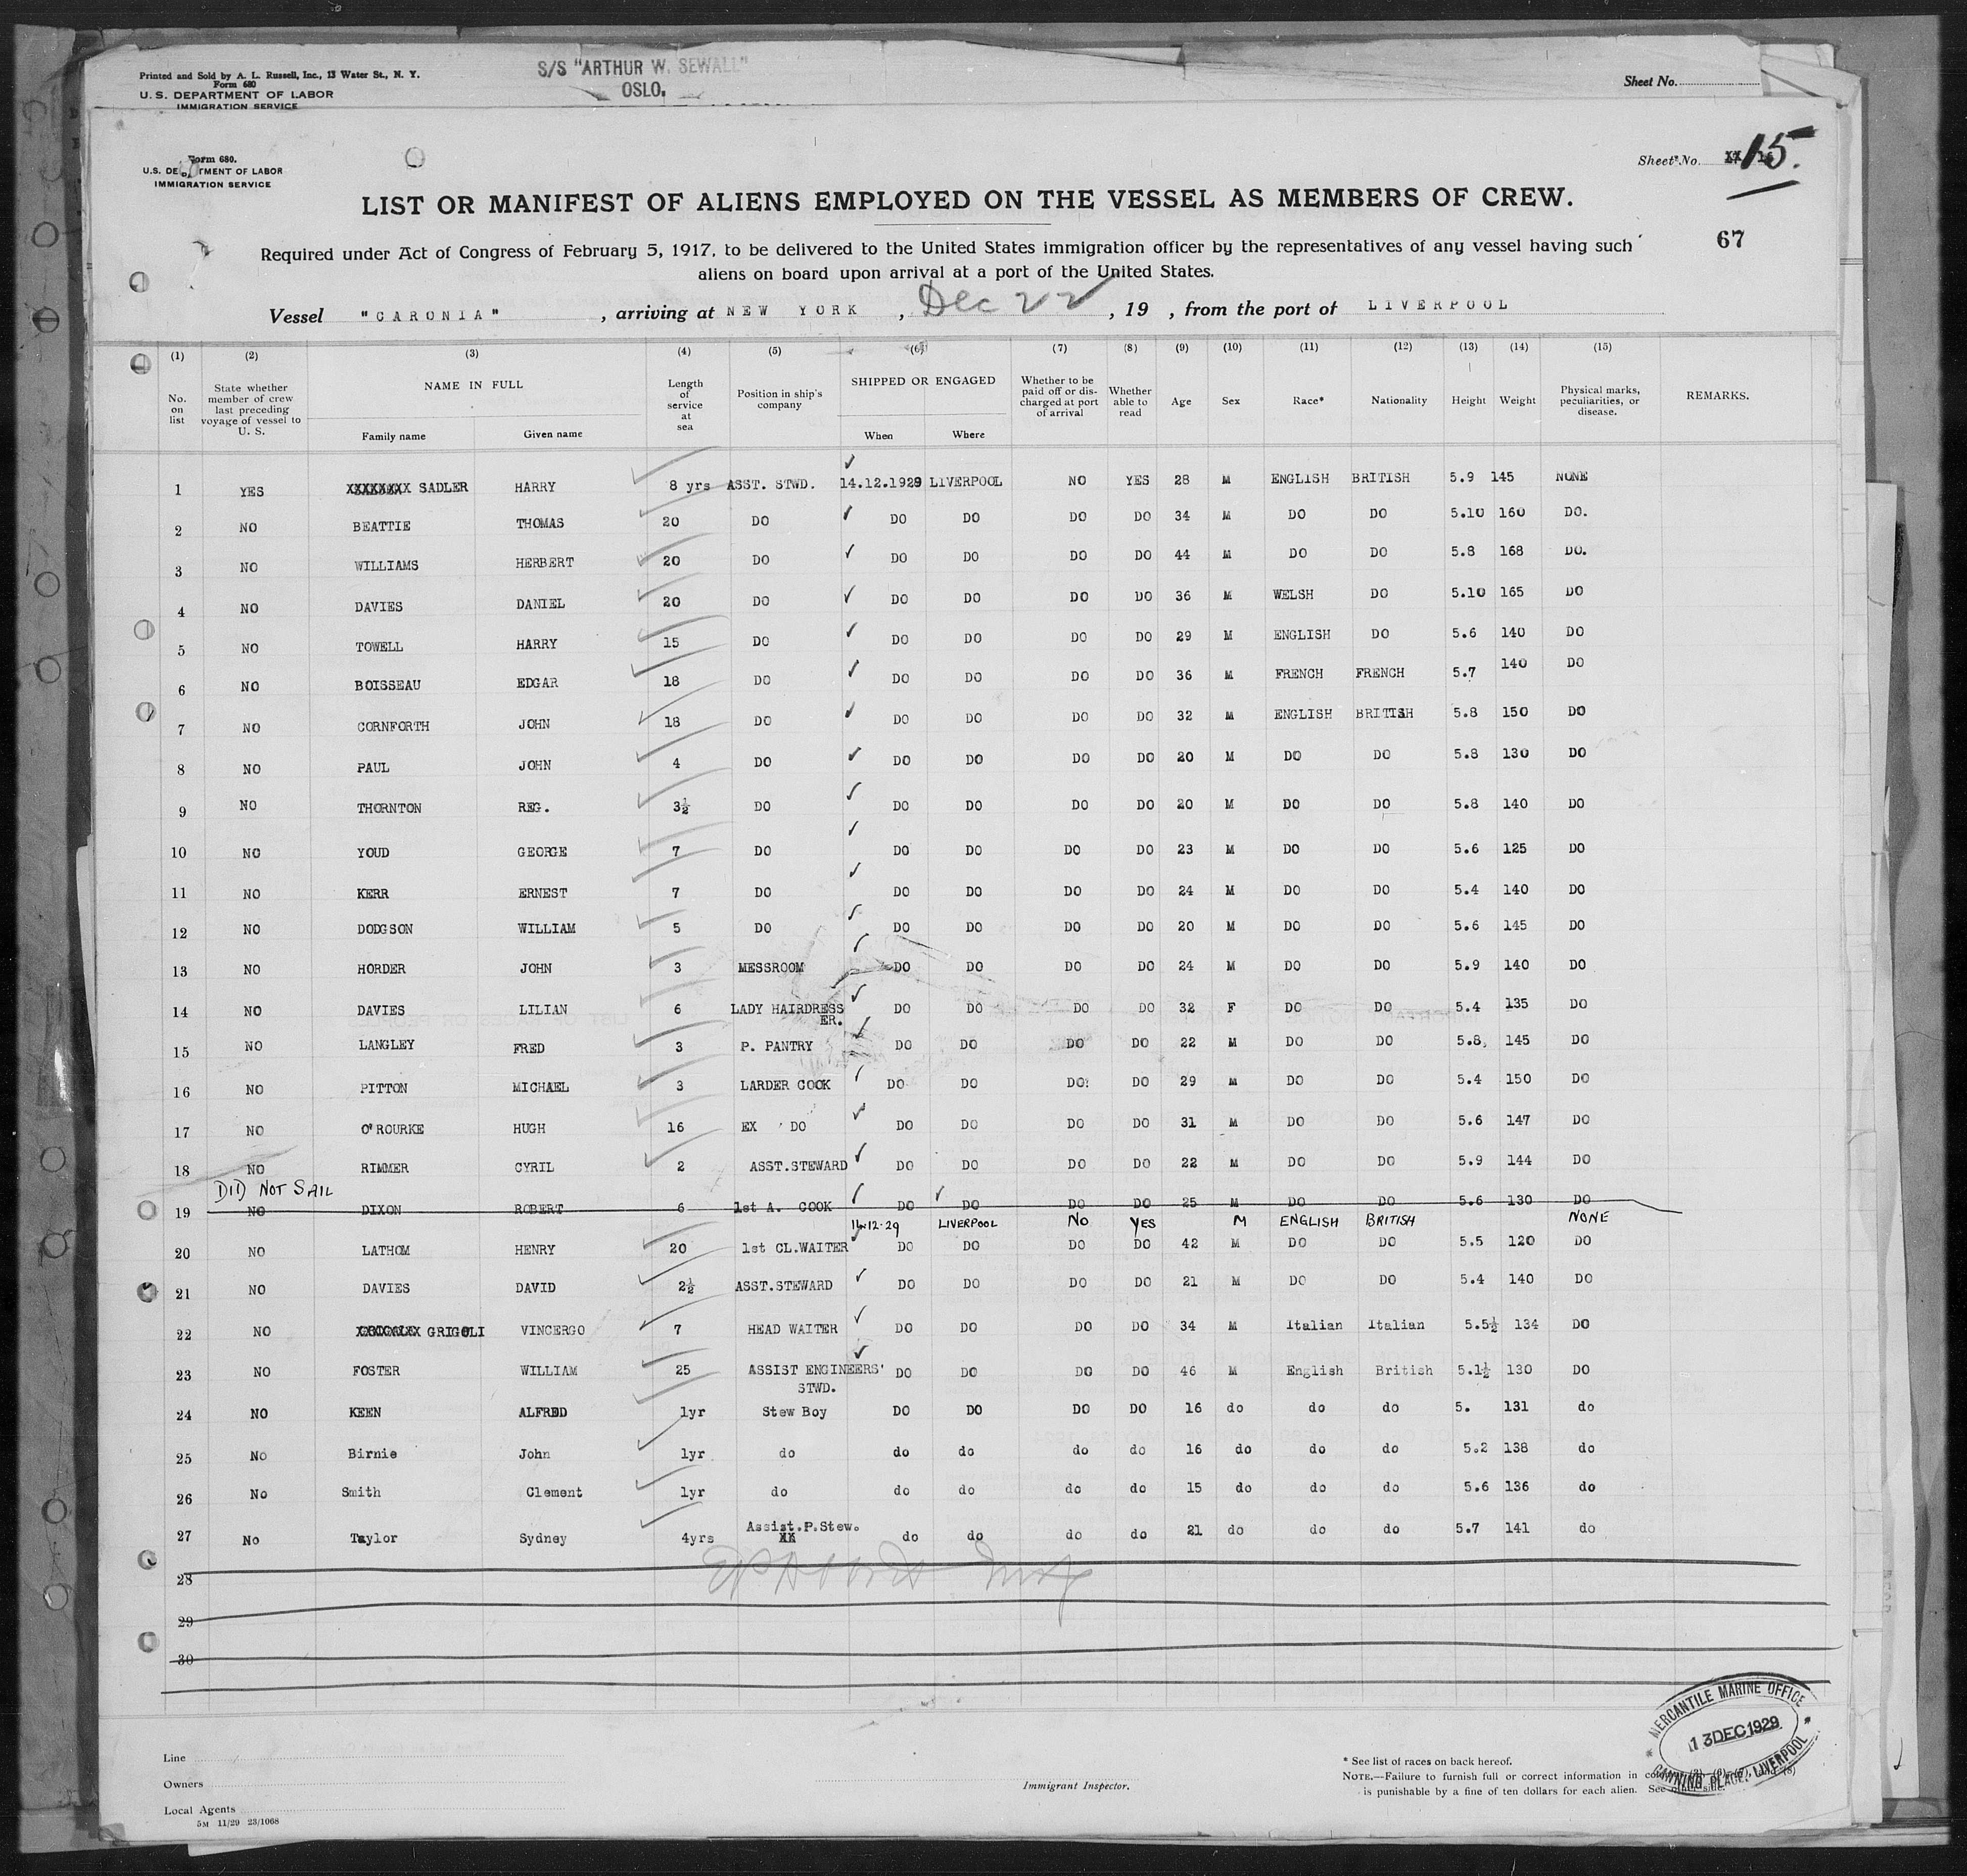 Printed and Sold by A. L. Russell, Inc., 13 Water St., N. Y.
Form 680
U. S. DEPARTMENT OF LABOR
IMMIGRATION SERVICE
S/S "ARTHUR W. SEWALL"
OSLO.
Sheet No.
Form 680.
U.S. DEPARTMENT OF LABOR
IMMIGRATION SERVICE
Sheet No. 15.
LIST OR MANIFEST OF ALIENS EMPLOYED ON THE VESSEL AS MEMBERS OF CREW.
67
Required under Act of Congress of February 5, 1917, to be delivered to the United States immigration officer by the representatives of any vessel having such
aliens on board upon arrival at a port of the United States.
Vessel "CARONIA" , arriving at NEW YORK , Dec 22 , 19 , from the port of LIVERPOOL
(1) (2) (3) (4) (5) (6) (7) (8) (9) (10) (11) (12) (13) (14) (15)
No. on list State whether member of crew last preceding voyage of vessel to U. S. NAME IN FULL Family name Given name Length of service at sea Position in ship's company SHIPPED OR ENGAGED When Where Whether to be paid off or discharged at port of arrival Whether able to read Age Sex Race* Nationality Height Weight Physical marks, peculiarities, or disease. REMARKS.
1 YES XXXXXXXX SADLER HARRY 8 yrs ASST. STWD. 14.12.1929 LIVERPOOL NO YES 28 M ENGLISH BRITISH 5.9 145 NONE
2 NO BEATTIE THOMAS 20 DO DO DO DO DO 34 M DO DO 5.10 160 DO.
3 NO WILLIAMS HERBERT 20 DO DO DO DO DO 44 M DO DO 5.8 168 DO.
4 NO DAVIES DANIEL 20 DO DO DO DO DO 36 M WELSH DO 5.10 165 DO
5 NO TOWELL HARRY 15 DO DO DO DO DO 29 M ENGLISH DO 5.6 140 DO
6 NO BOISSEAU EDGAR 18 DO DO DO DO DO 36 M FRENCH FRENCH 5.7 140 DO
7 NO CORNFORTH JOHN 18 DO DO DO DO DO 32 M ENGLISH BRITISH 5.8 150 DO
8 NO PAUL JOHN 4 DO DO DO DO DO 20 M DO DO 5.8 130 DO
9 NO THORNTON REG. 3½ DO DO DO DO DO 20 M DO DO 5.8 140 DO
10 NO YOUD GEORGE 7 DO DO DO DO DO 23 M DO DO 5.6 125 DO
11 NO KERR ERNEST 7 DO DO DO DO DO 24 M DO DO 5.4 140 DO
12 NO DODGSON WILLIAM 5 DO DO DO DO DO 20 M DO DO 5.6 145 DO
13 NO HORDER JOHN 3 MESSROOM DO DO DO DO 24 M DO DO 5.9 140 DO
14 NO DAVIES LILIAN 6 LADY HAIRDRESS ER. DO DO DO DO 32 F DO DO 5.4 135 DO
15 NO LANGLEY FRED 3 P. PANTRY DO DO DO DO 22 M DO DO 5.8, 145 DO
16 NO PITTON MICHAEL 3 LARDER COOK DO DO DO DO 29 M DO DO 5.4 150 DO
17 NO O'ROURKE HUGH 16 EX DO DO DO DO DO 31 M DO DO 5.6 147 DO
18 NO RIMMER CYRIL 2 ASST.STEWARD DO DO DO DO 22 M DO DO 5.9 144 DO
DID NOT SAIL
19 NO DIXON ROBERT 6 1st A. COOK DO DO DO DO 25 M DO DO 5.6 130 DO
14-12-29 LIVERPOOL NO YES M ENGLISH BRITISH NONE
20 NO LATHOM HENRY 20 1st CL.WAITER DO DO DO DO 42 M DO DO 5.5 120 DO
21 NO DAVIES DAVID 2½ ASST.STEWARD DO DO DO DO 21 M DO DO 5.4 140 DO
22 NO GRIGOLI VINCERGO 7 HEAD WAITER DO DO DO DO 34 M Italian Italian 5.5½ 134 DO
23 NO FOSTER WILLIAM 25 ASSIST ENGINEERS' STWD. DO DO DO DO 46 M English British 5.1½ 130 DO
24 NO KEEN ALFRED 1yr Stew Boy DO DO DO DO 16 do do do 5. 131 do
25 No Birnie John 1yr do do do do do 16 do do do 5.2 138 do
26 No Smith Clement 1yr do do do do do 15 do do do 5.6 136 do
27 No Taylor Sydney 4yrs Assist.P.Stew. XX do do do do 21 do do do 5.7 141 do
28
29
30
MERCANTILE MARINE OFFICE
13 DEC 1929
CANNING PLACE, LIVERPOOL
Line
Owners
Local Agents
5M 11/29 23/1068
Immigrant Inspector.
* See list of races on back hereof.
NOTE.—Failure to furnish full or correct information in
is punishable by a fine of ten dollars for each alien. See